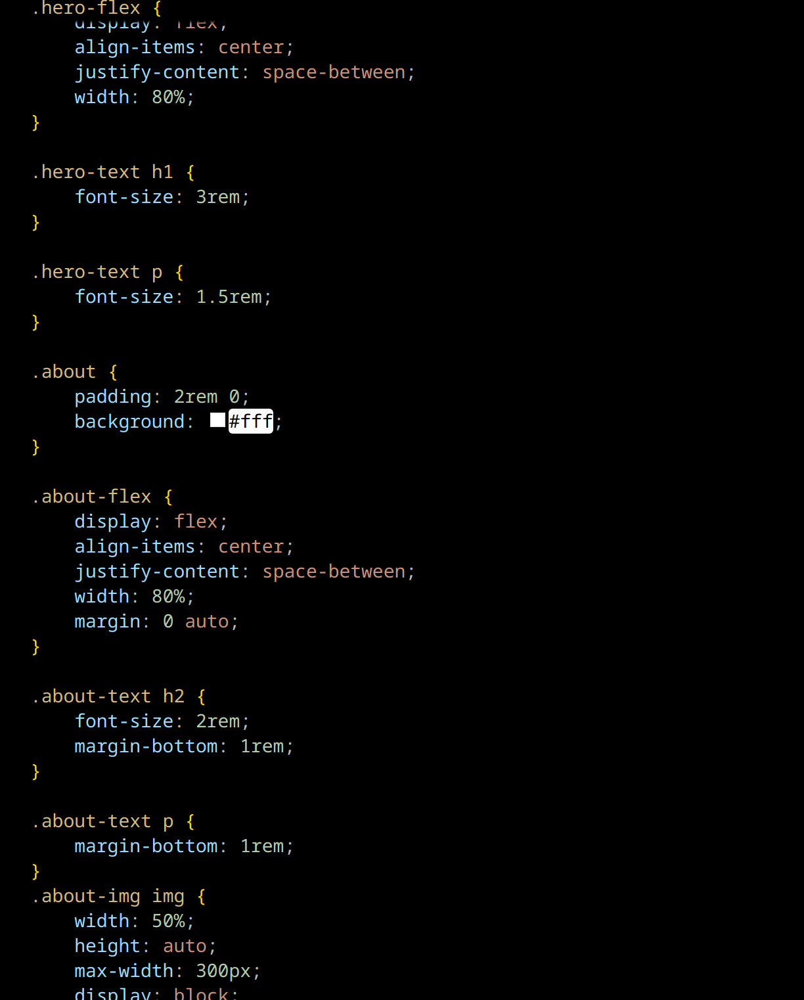 .hero-flex {
    display: flex;
    align-items: center;
    justify-content: space-between;
    width: 80%;
}

.hero-text h1 {
    font-size: 3rem;
}

.hero-text p {
    font-size: 1.5rem;
}

.about {
    padding: 2rem 0;
    background: #fff;
}

.about-flex {
    display: flex;
    align-items: center;
    justify-content: space-between;
    width: 80%;
    margin: 0 auto;
}

.about-text h2 {
    font-size: 2rem;
    margin-bottom: 1rem;
}

.about-text p {
    margin-bottom: 1rem;
}
.about-img img {
    width: 50%;
    height: auto;
    max-width: 300px;
    display: block;